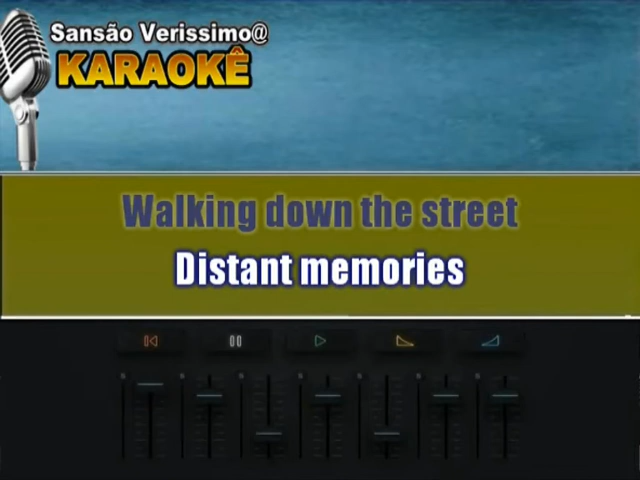 Sansão Verissimo@
KARAOKÊ
Walking down the street
Distant memories